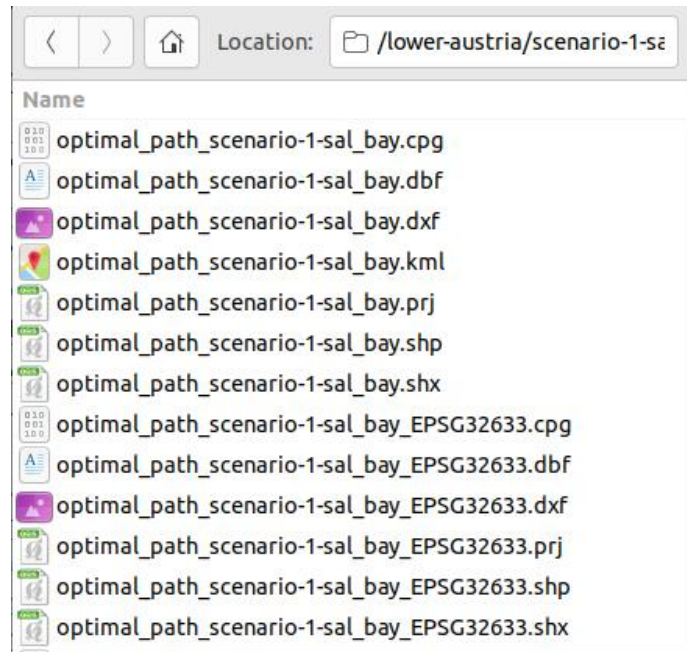 Location: /lower-austria/scenario-1-sa
Name
optimal_path_scenario-1-sal_bay.cpg
optimal_path_scenario-1-sal_bay.dbf
optimal_path_scenario-1-sal_bay.dxf
optimal_path_scenario-1-sal_bay.kml
optimal_path_scenario-1-sal_bay.prj
optimal_path_scenario-1-sal_bay.shp
optimal_path_scenario-1-sal_bay.shx
optimal_path_scenario-1-sal_bay_EPSG32633.cpg
optimal_path_scenario-1-sal_bay_EPSG32633.dbf
optimal_path_scenario-1-sal_bay_EPSG32633.dxf
optimal_path_scenario-1-sal_bay_EPSG32633.prj
optimal_path_scenario-1-sal_bay_EPSG32633.shp
optimal_path_scenario-1-sal_bay_EPSG32633.shx